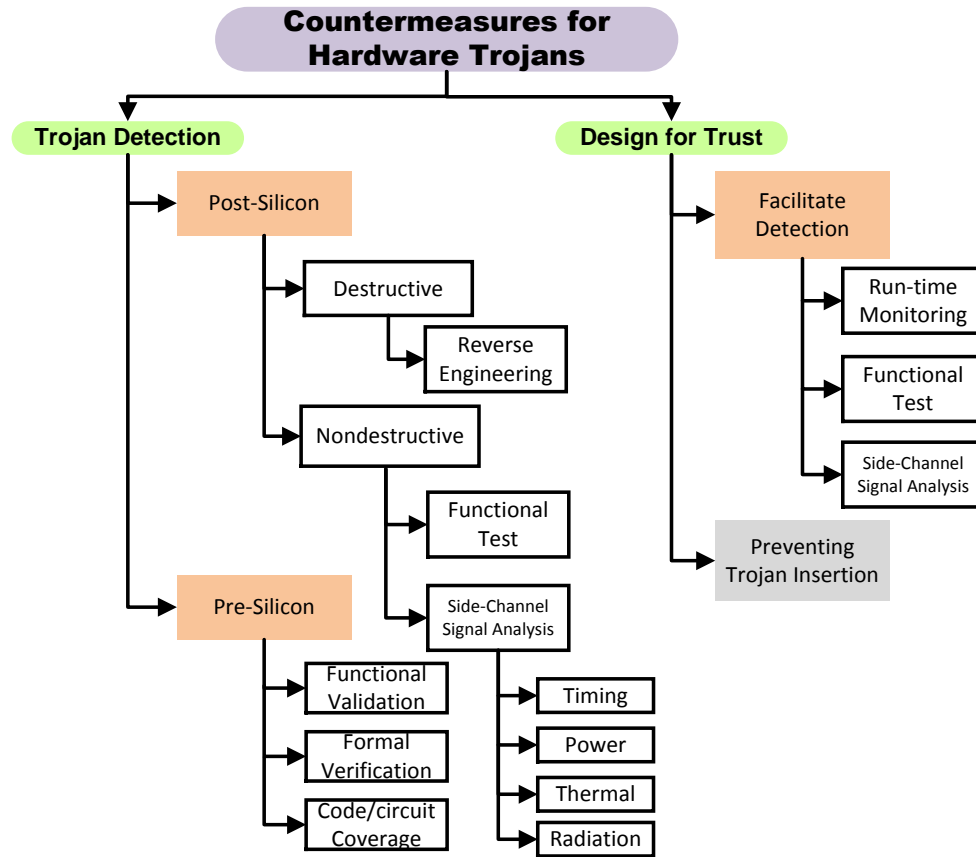 Countermeasures for
Hardware Trojans
Trojan Detection
Design for Trust
Post-Silicon
Facilitate
Detection
Destructive
Run-time
Monitoring
Reverse
Engineering
Functional
Test
Nondestructive
Side-Channel
Signal Analysis
Functional
Test
Preventing
Trojan Insertion
Pre-Silicon
Side-Channel
Signal Analysis
Functional
Validation
Timing
Formal
Verification
Power
Thermal
Code/circuit
Coverage
Radiation